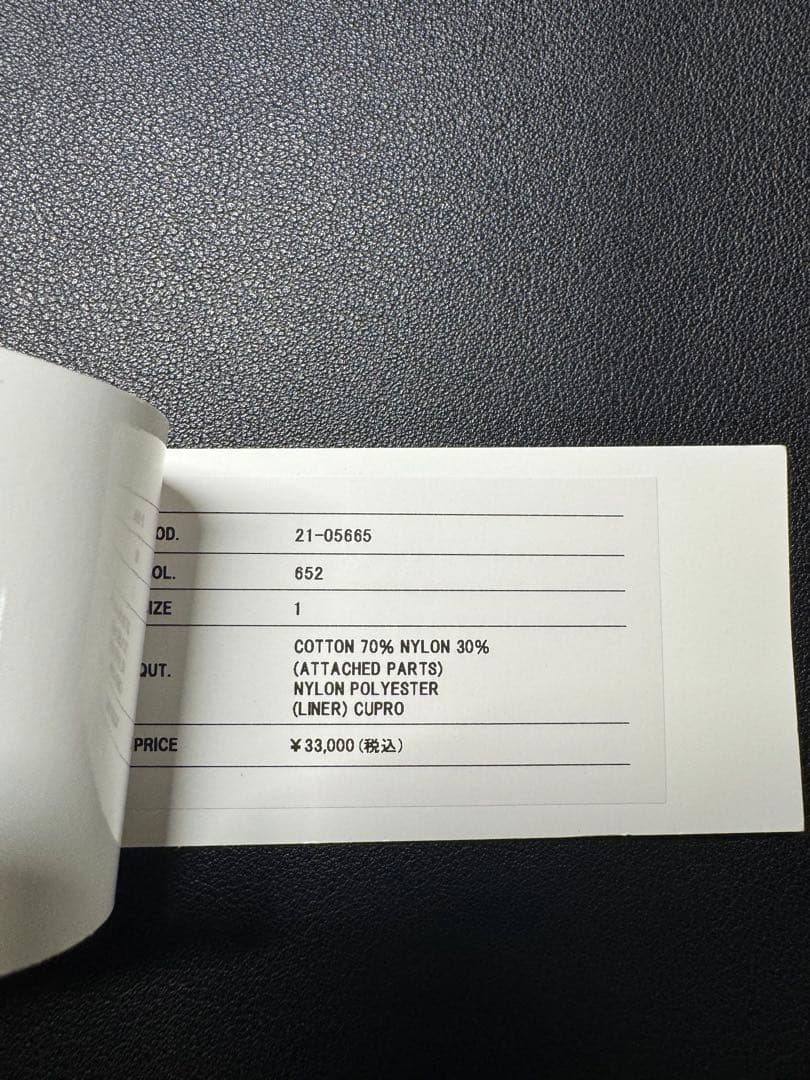 OD. 21-05665
OL. 652
IZE 1
QUT. COTTON 70% NYLON 30%
(ATTACHED PARTS)
NYLON POLYESTER
(LINER) CUPRO
PRICE ¥33,000(税込)